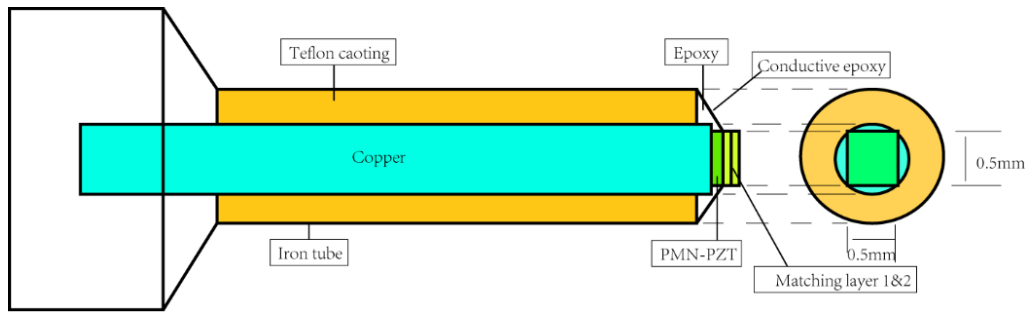 Teflon caoting
Epoxy
Conductive epoxy
Copper
0.5mm
Iron tube
PMN-PZT
0.5mm
Matching layer 1&2